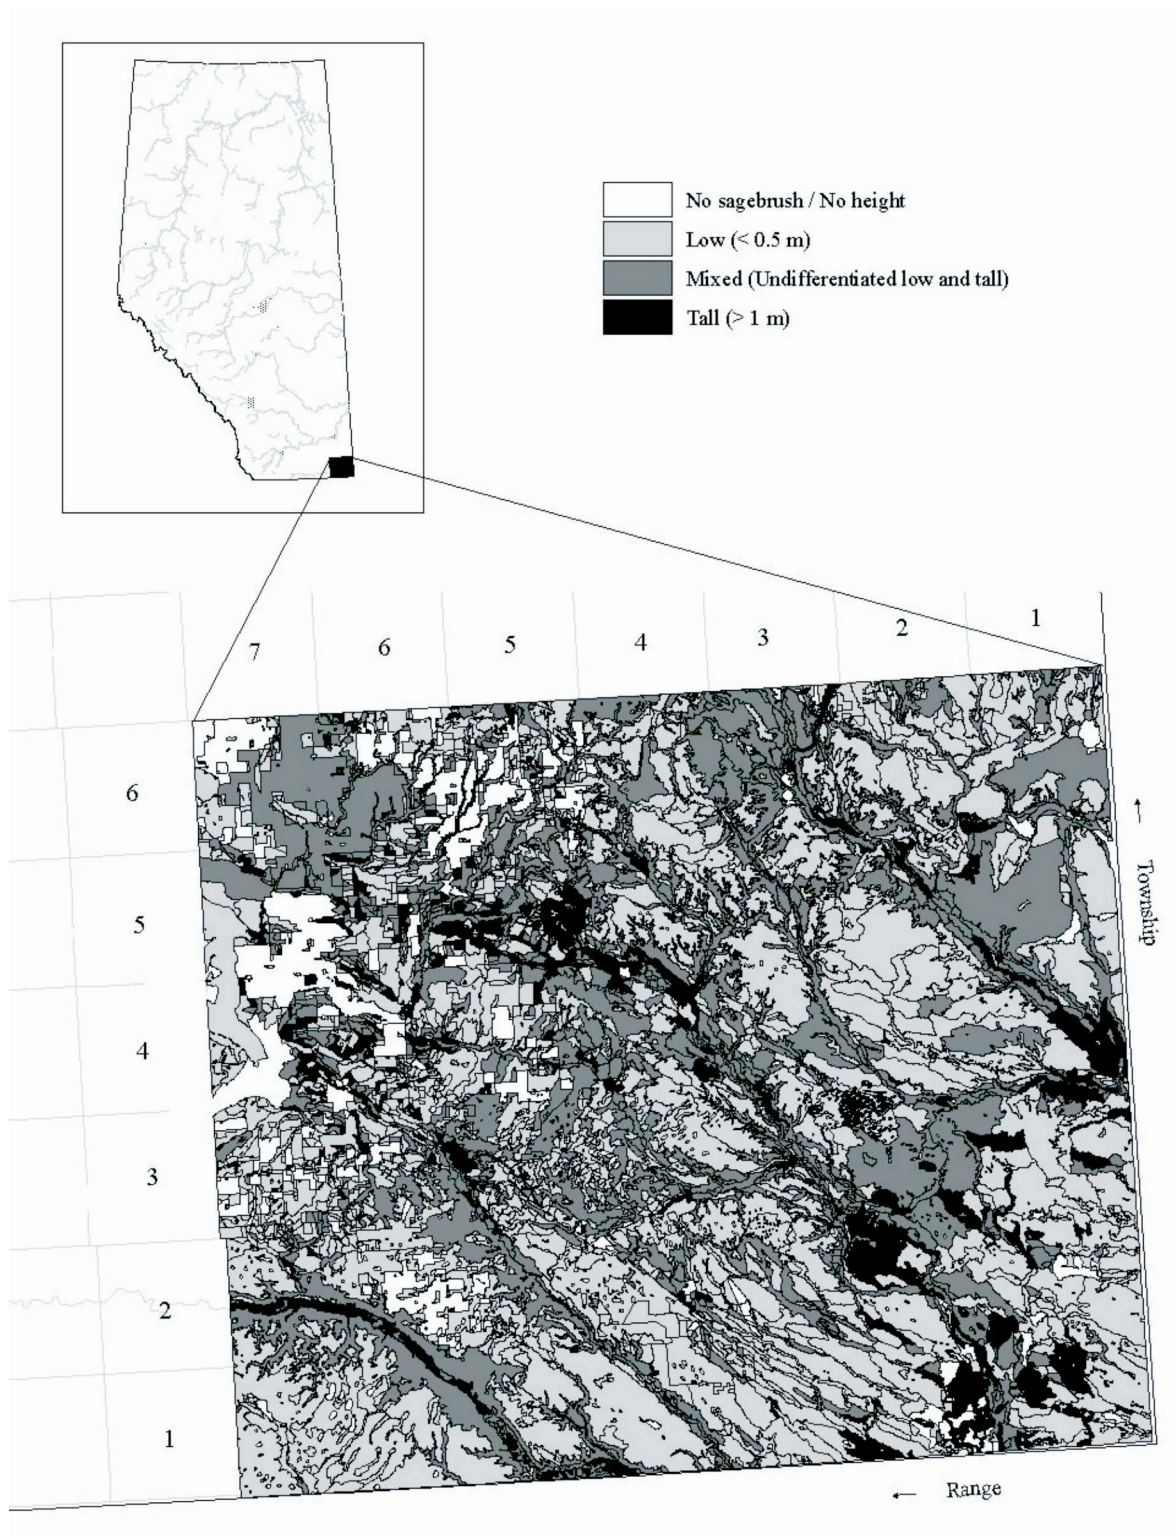 No sagebrush / No height
Low (< 0.5 m)
Mixed (Undifferentiated low and tall)
Tall (> 1 m)
7 6 5 4 3 2 1
6
5
4
3
2
1
Township
Range